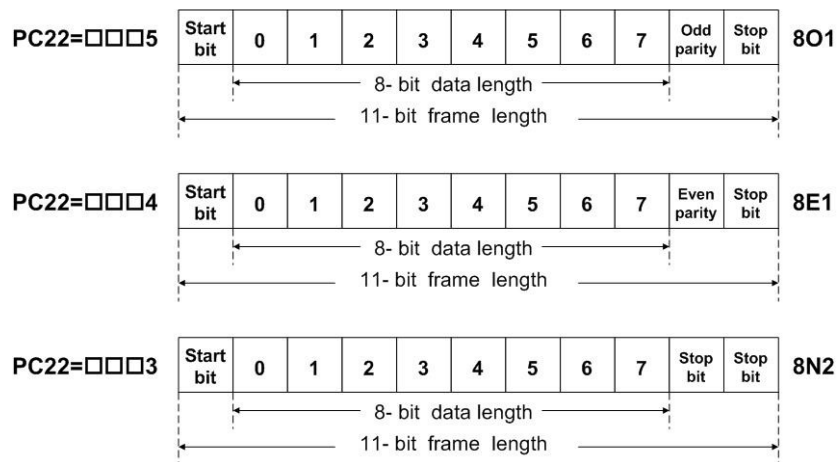 PC22=□□□5 Start bit 0 1 2 3 4 5 6 7 Odd parity Stop bit 8O1
8- bit data length
11- bit frame length
PC22=□□□4 Start bit 0 1 2 3 4 5 6 7 Even parity Stop bit 8E1
8- bit data length
11- bit frame length
PC22=□□□3 Start bit 0 1 2 3 4 5 6 7 Stop bit Stop bit 8N2
8- bit data length
11- bit frame length